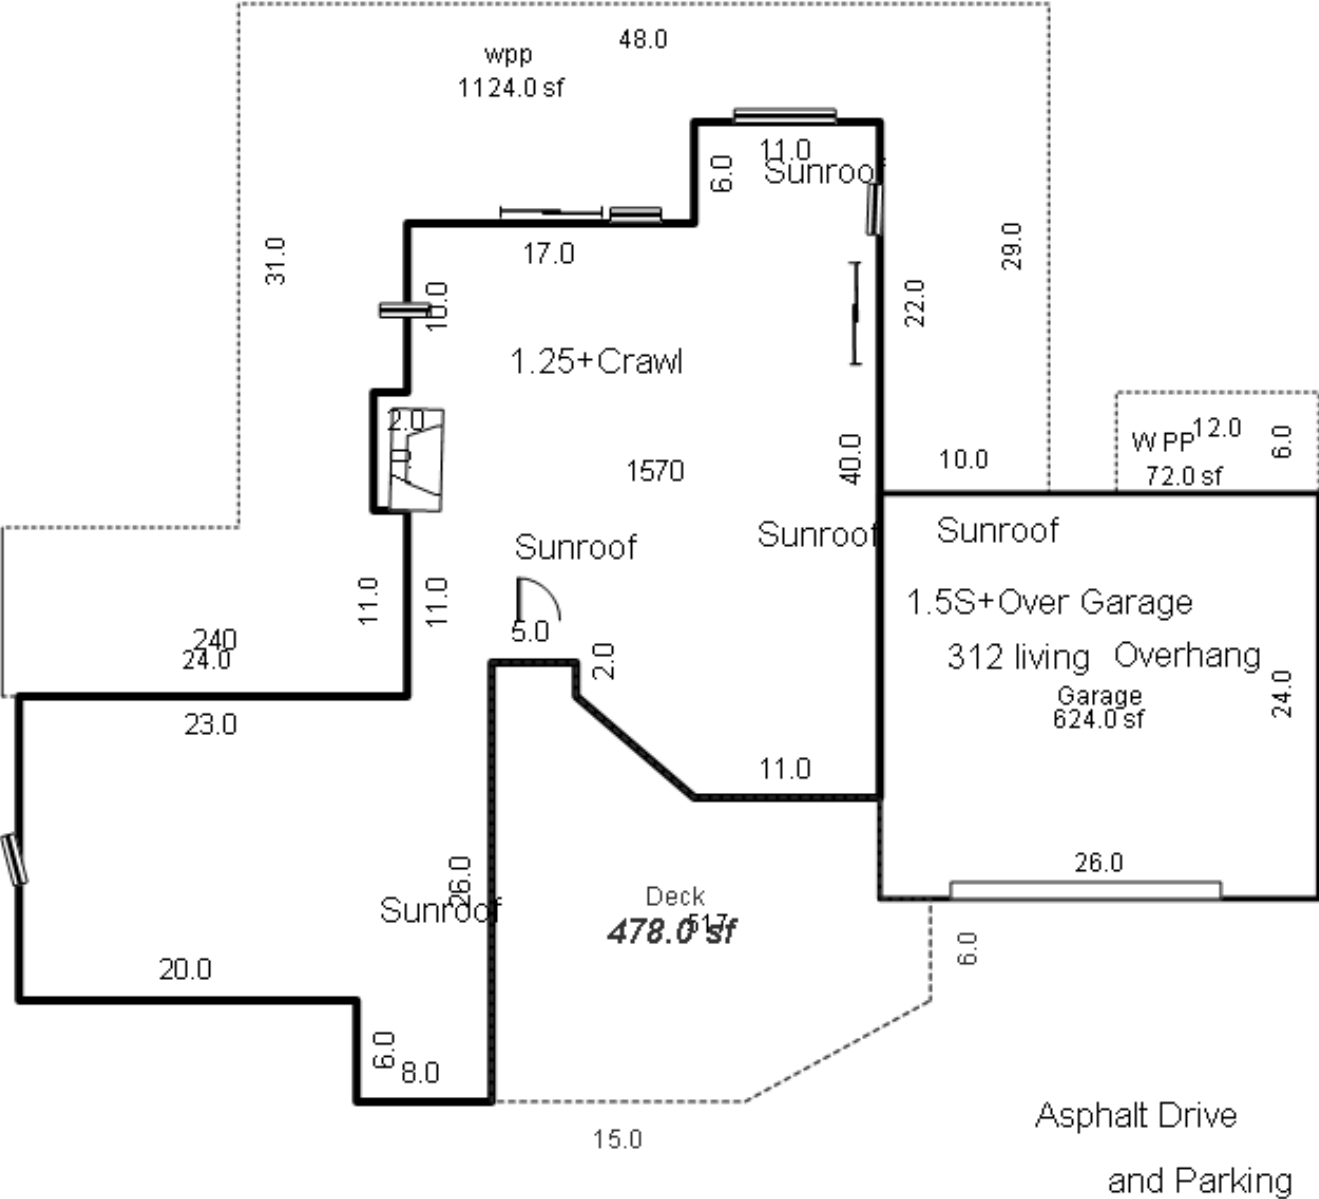 48.0
wpp
1124.0 sf
11.0
Sunroof
6.0
31.0
17.0
29.0
10.0
22.0
1.25+Crawl
2.0
12.0
W PP
6.0
72.0 sf
40.0
10.0
1570
Sunroof
Sunroof
Sunroof
11.0
11.0
1.5S+Over Garage
5.0
2.0
240
24.0
312 living
Overhang
Garage
624.0 sf
24.0
23.0
11.0
26.0
26.0
Sunroof
Deck
517
478.0 sf
6.0
20.0
6.0
8.0
15.0
Asphalt Drive
and Parking